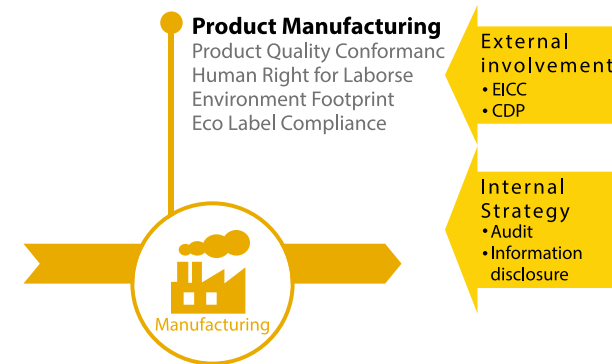 Product Manufacturing
Product Quality Conformanc
Human Right for Laborse
Environment Footprint
Eco Label Compliance
External
involvement
• EICC
• CDP
Internal
Strategy
• Audit
• Information
disclosure
Manufacturing